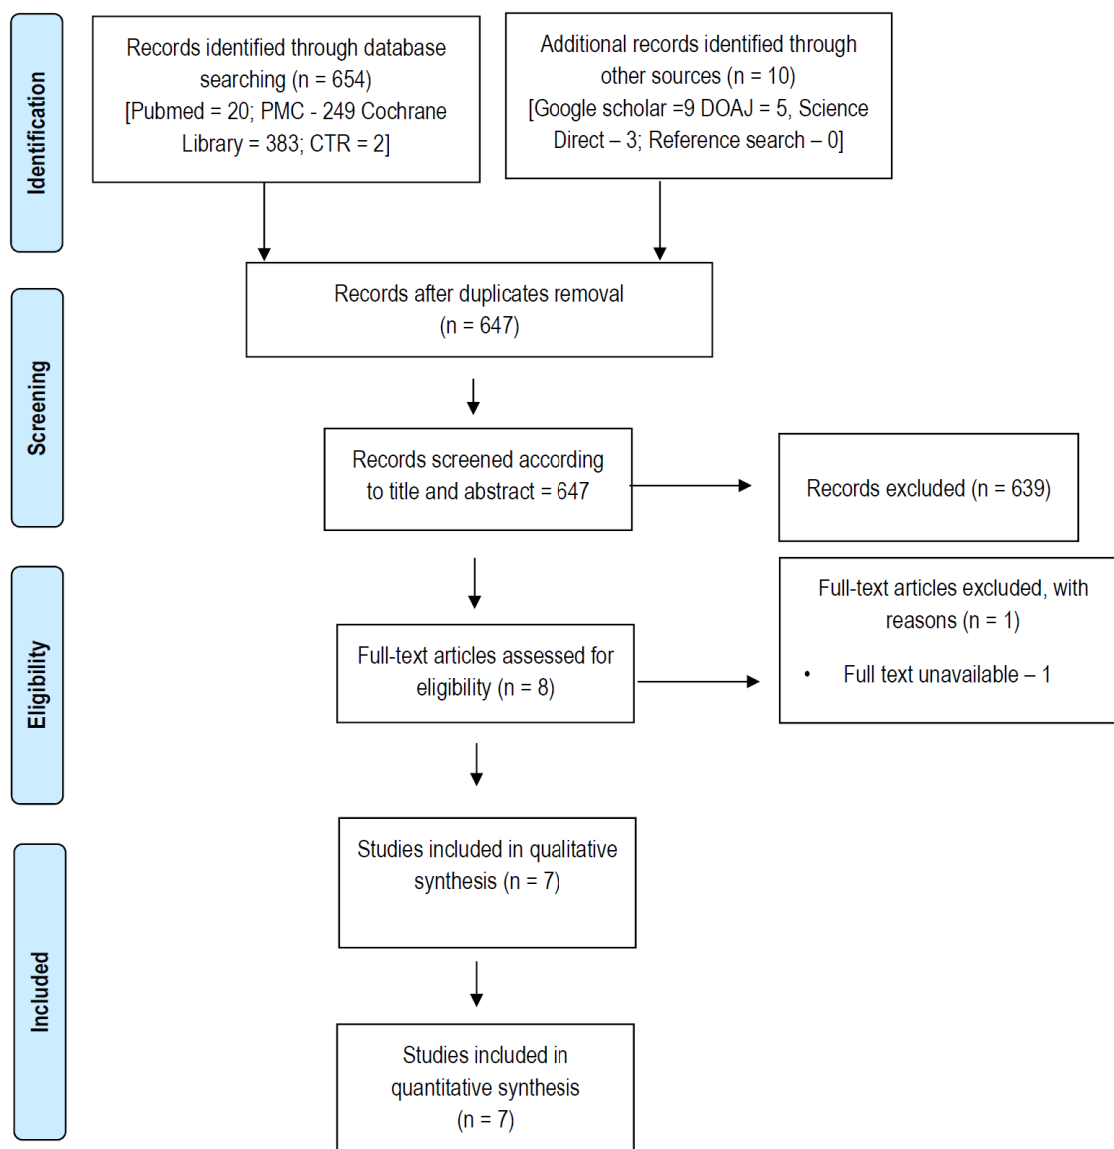 Identification
Records identified through database
searching (n = 654)
[Pubmed = 20; PMC - 249 Cochrane
Library = 383; CTR = 2]
Additional records identified through
other sources (n = 10)
[Google scholar =9 DOAJ = 5, Science
Direct – 3; Reference search – 0]
Records after duplicates removal
(n = 647)
Screening
Records screened according
to title and abstract = 647
Records excluded (n = 639)
Eligibility
Full-text articles assessed for
eligibility (n = 8)
Full-text articles excluded, with
reasons (n = 1)
• Full text unavailable – 1
Included
Studies included in qualitative
synthesis (n = 7)
Studies included in
quantitative synthesis
(n = 7)